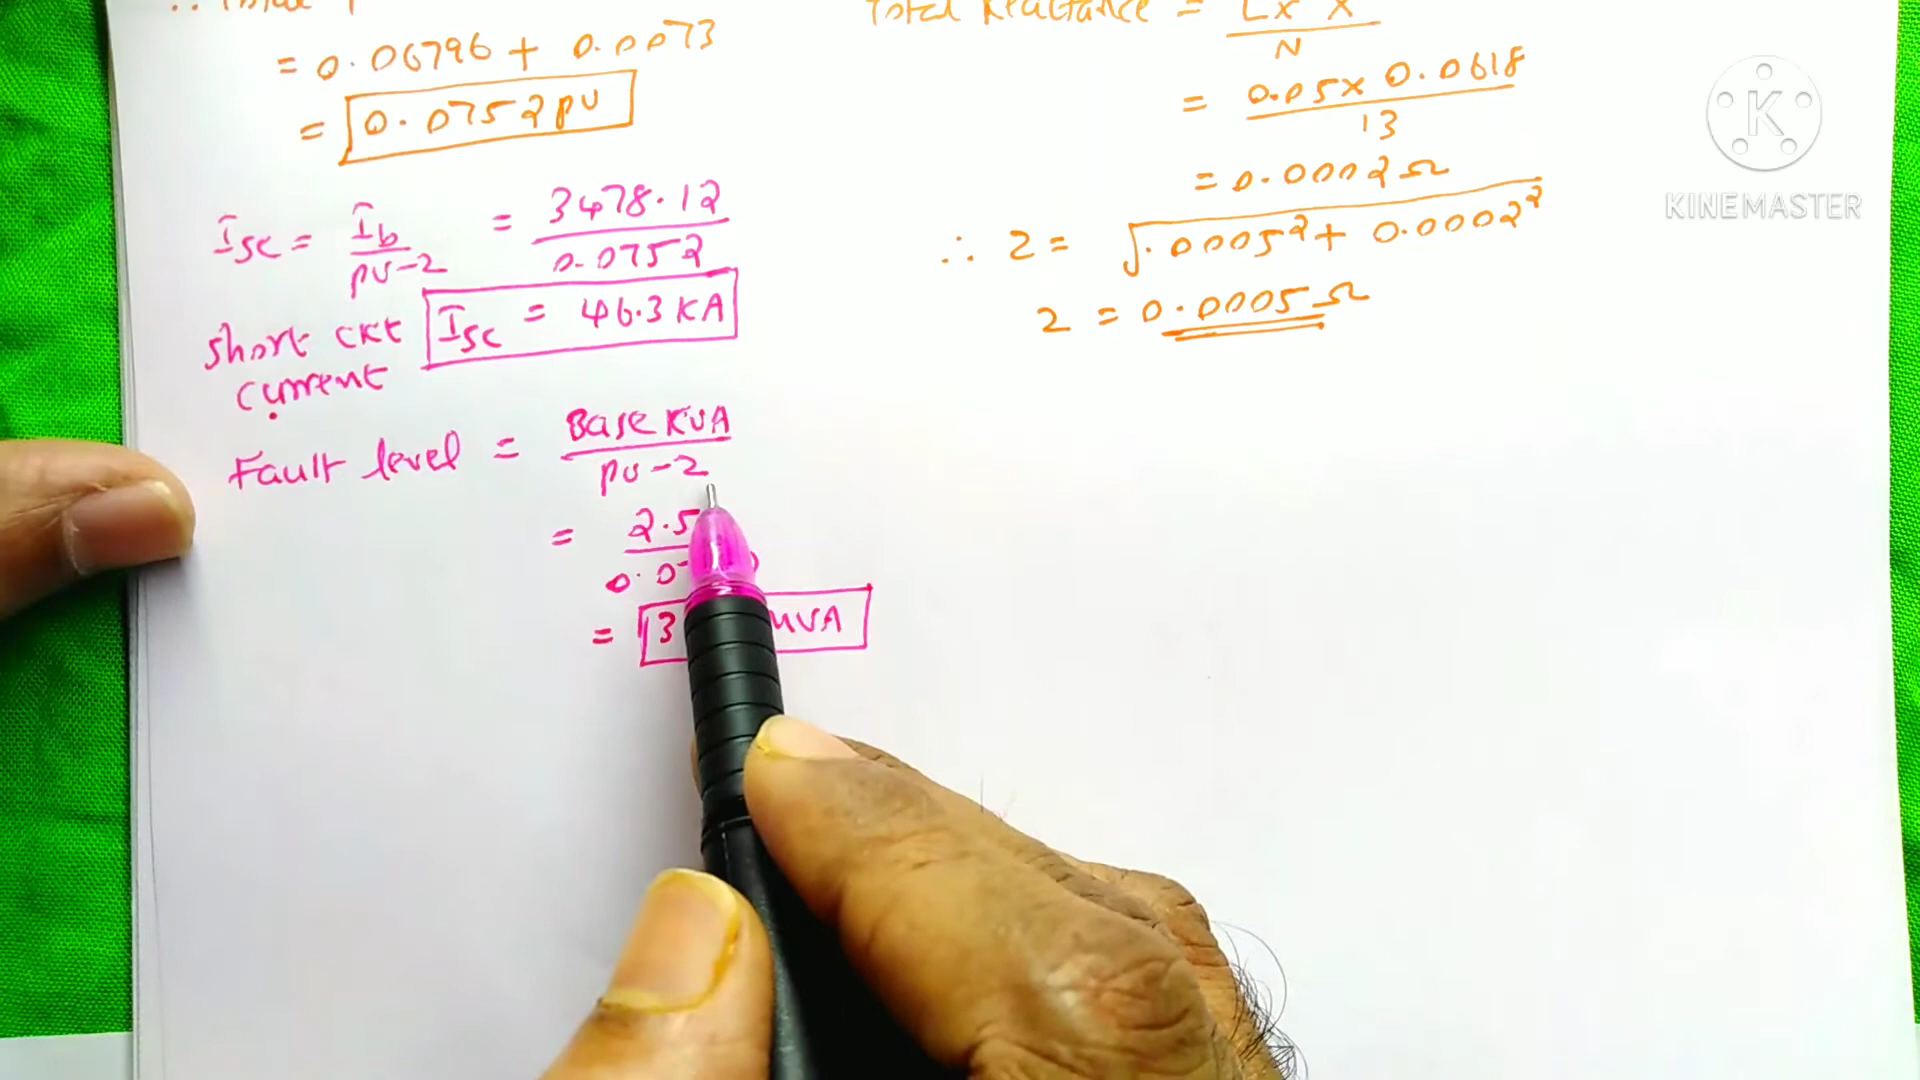 = 0.06796 + 0.0073
= 0.0752 pu
Isc = Ib / pu-z = 3478.12 / 0.0752
short ckt Isc = 46.3 KA
current
Fault level = Base KVA / pu-z
= 2.5
0.0
= 3 MVA
Total Reactance = L x X / N
= 0.05 x 0.0618 / 13
= 0.0002 Ω
∴ z = √.0005² + 0.0002²
z = 0.0005 Ω
K
KINEMASTER